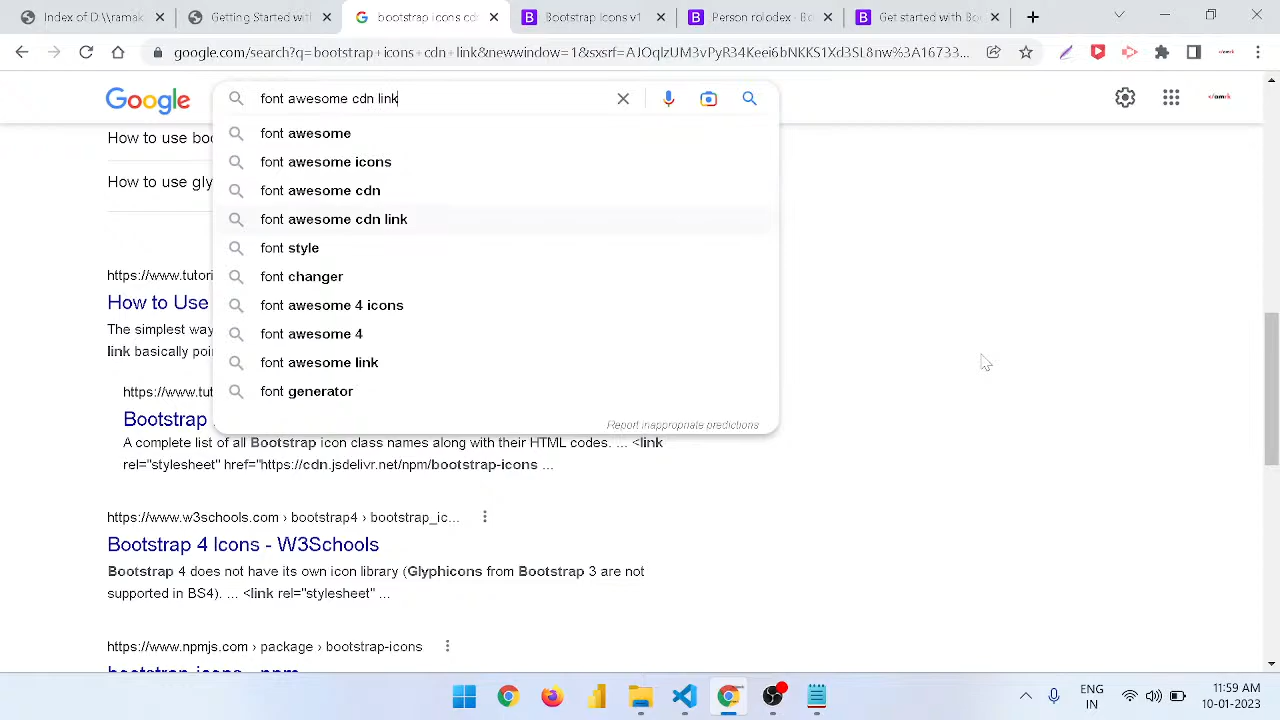 Index of D:\wamk
Getting Started with
bootstrap icons cd
Bootstrap Icons v1
Person rolodex · Bo
Get started with Bo
google.com/search?q=bootstrap+icons+cdn+link&newwindow=1&sxsrf=
Google
font awesome cdn link
</amrk
How to use boo
font awesome
font awesome icons
How to use gly
font awesome cdn
font awesome cdn link
font style
https://www.tutori
font changer
How to Use
font awesome 4 icons
The simplest way
font awesome 4
link basically poi
font awesome link
https://www.tut
font generator
Bootstrap
Report inappropriate predictions
A complete list of all Bootstrap icon class names along with their HTML codes. ... <link
rel="stylesheet" href="https://cdn.jsdelivr.net/npm/bootstrap-icons ...
https://www.w3schools.com › bootstrap4 › bootstrap_ic...
Bootstrap 4 Icons - W3Schools
Bootstrap 4 does not have its own icon library (Glyphicons from Bootstrap 3 are not
supported in BS4). ... <link rel="stylesheet" ...
https://www.npmjs.com › package › bootstrap-icons
bootstrap-icons - npm
ENG
IN
11:59 AM
10-01-2023